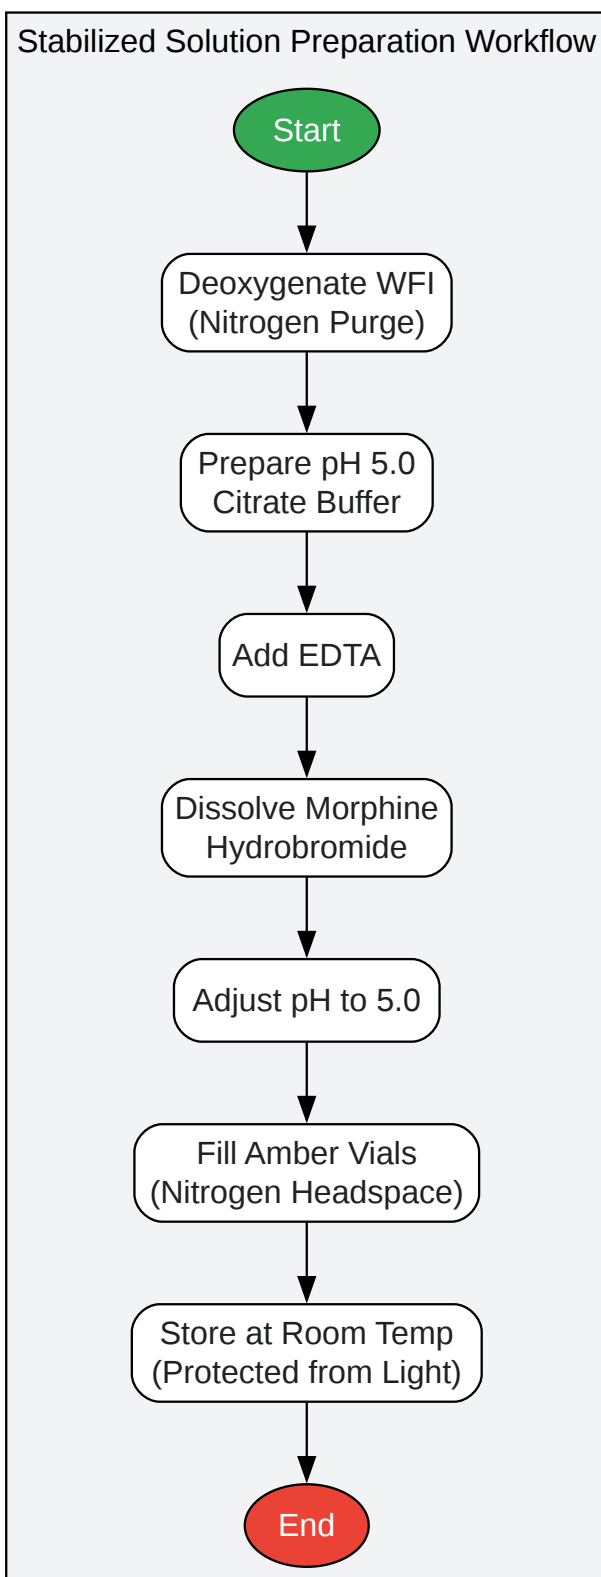 Stabilized Solution Preparation Workflow
Start
Deoxygenate WFI
(Nitrogen Purge)
Prepare pH 5.0
Citrate Buffer
Add EDTA
Dissolve Morphine
Hydrobromide
Adjust pH to 5.0
Fill Amber Vials
(Nitrogen Headspace)
Store at Room Temp
(Protected from Light)
End